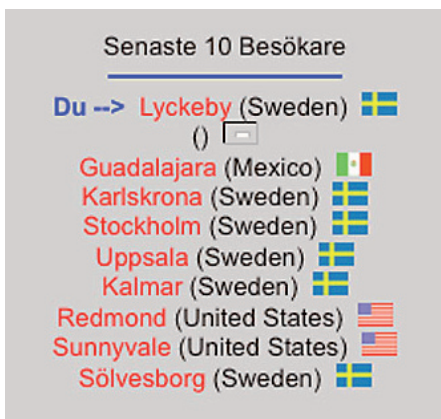 Senaste 10 Besökare
Du --> Lyckeby (Sweden)
()
Guadalajara (Mexico)
Karlskrona (Sweden)
Stockholm (Sweden)
Uppsala (Sweden)
Kalmar (Sweden)
Redmond (United States)
Sunnyvale (United States)
Sölvesborg (Sweden)